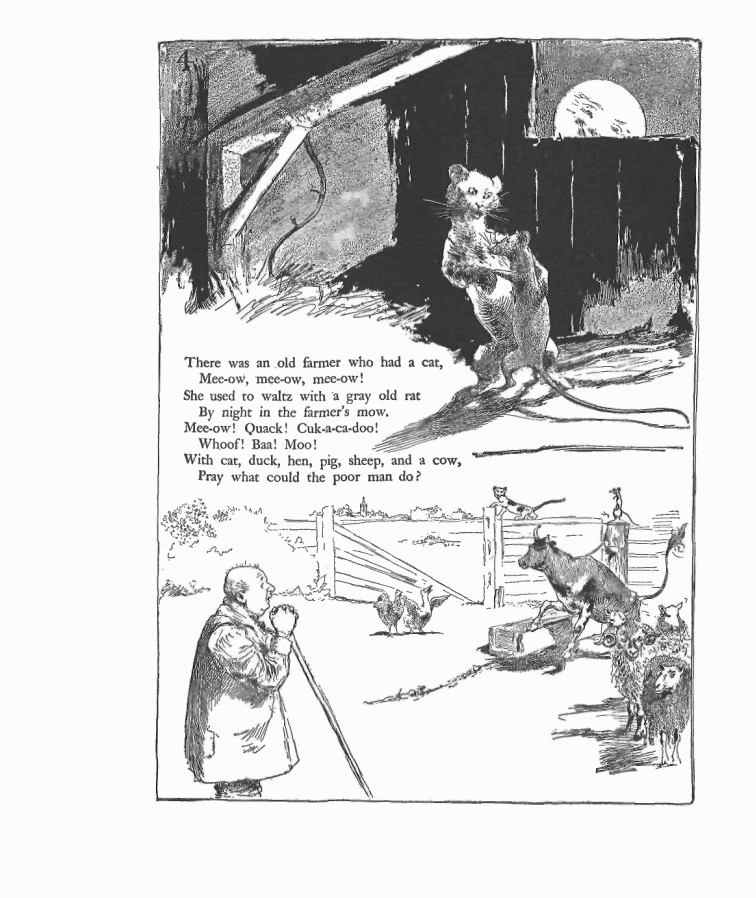 4
There was an old farmer who had a cat,
Mee-ow, mee-ow, mee-ow!
She used to waltz with a gray old rat
By night in the farmer's mow.
Mee-ow! Quack! Cuk-a-ca-doo!
Whoof! Baa! Moo!
With cat, duck, hen, pig, sheep, and a cow,
Pray what could the poor man do?